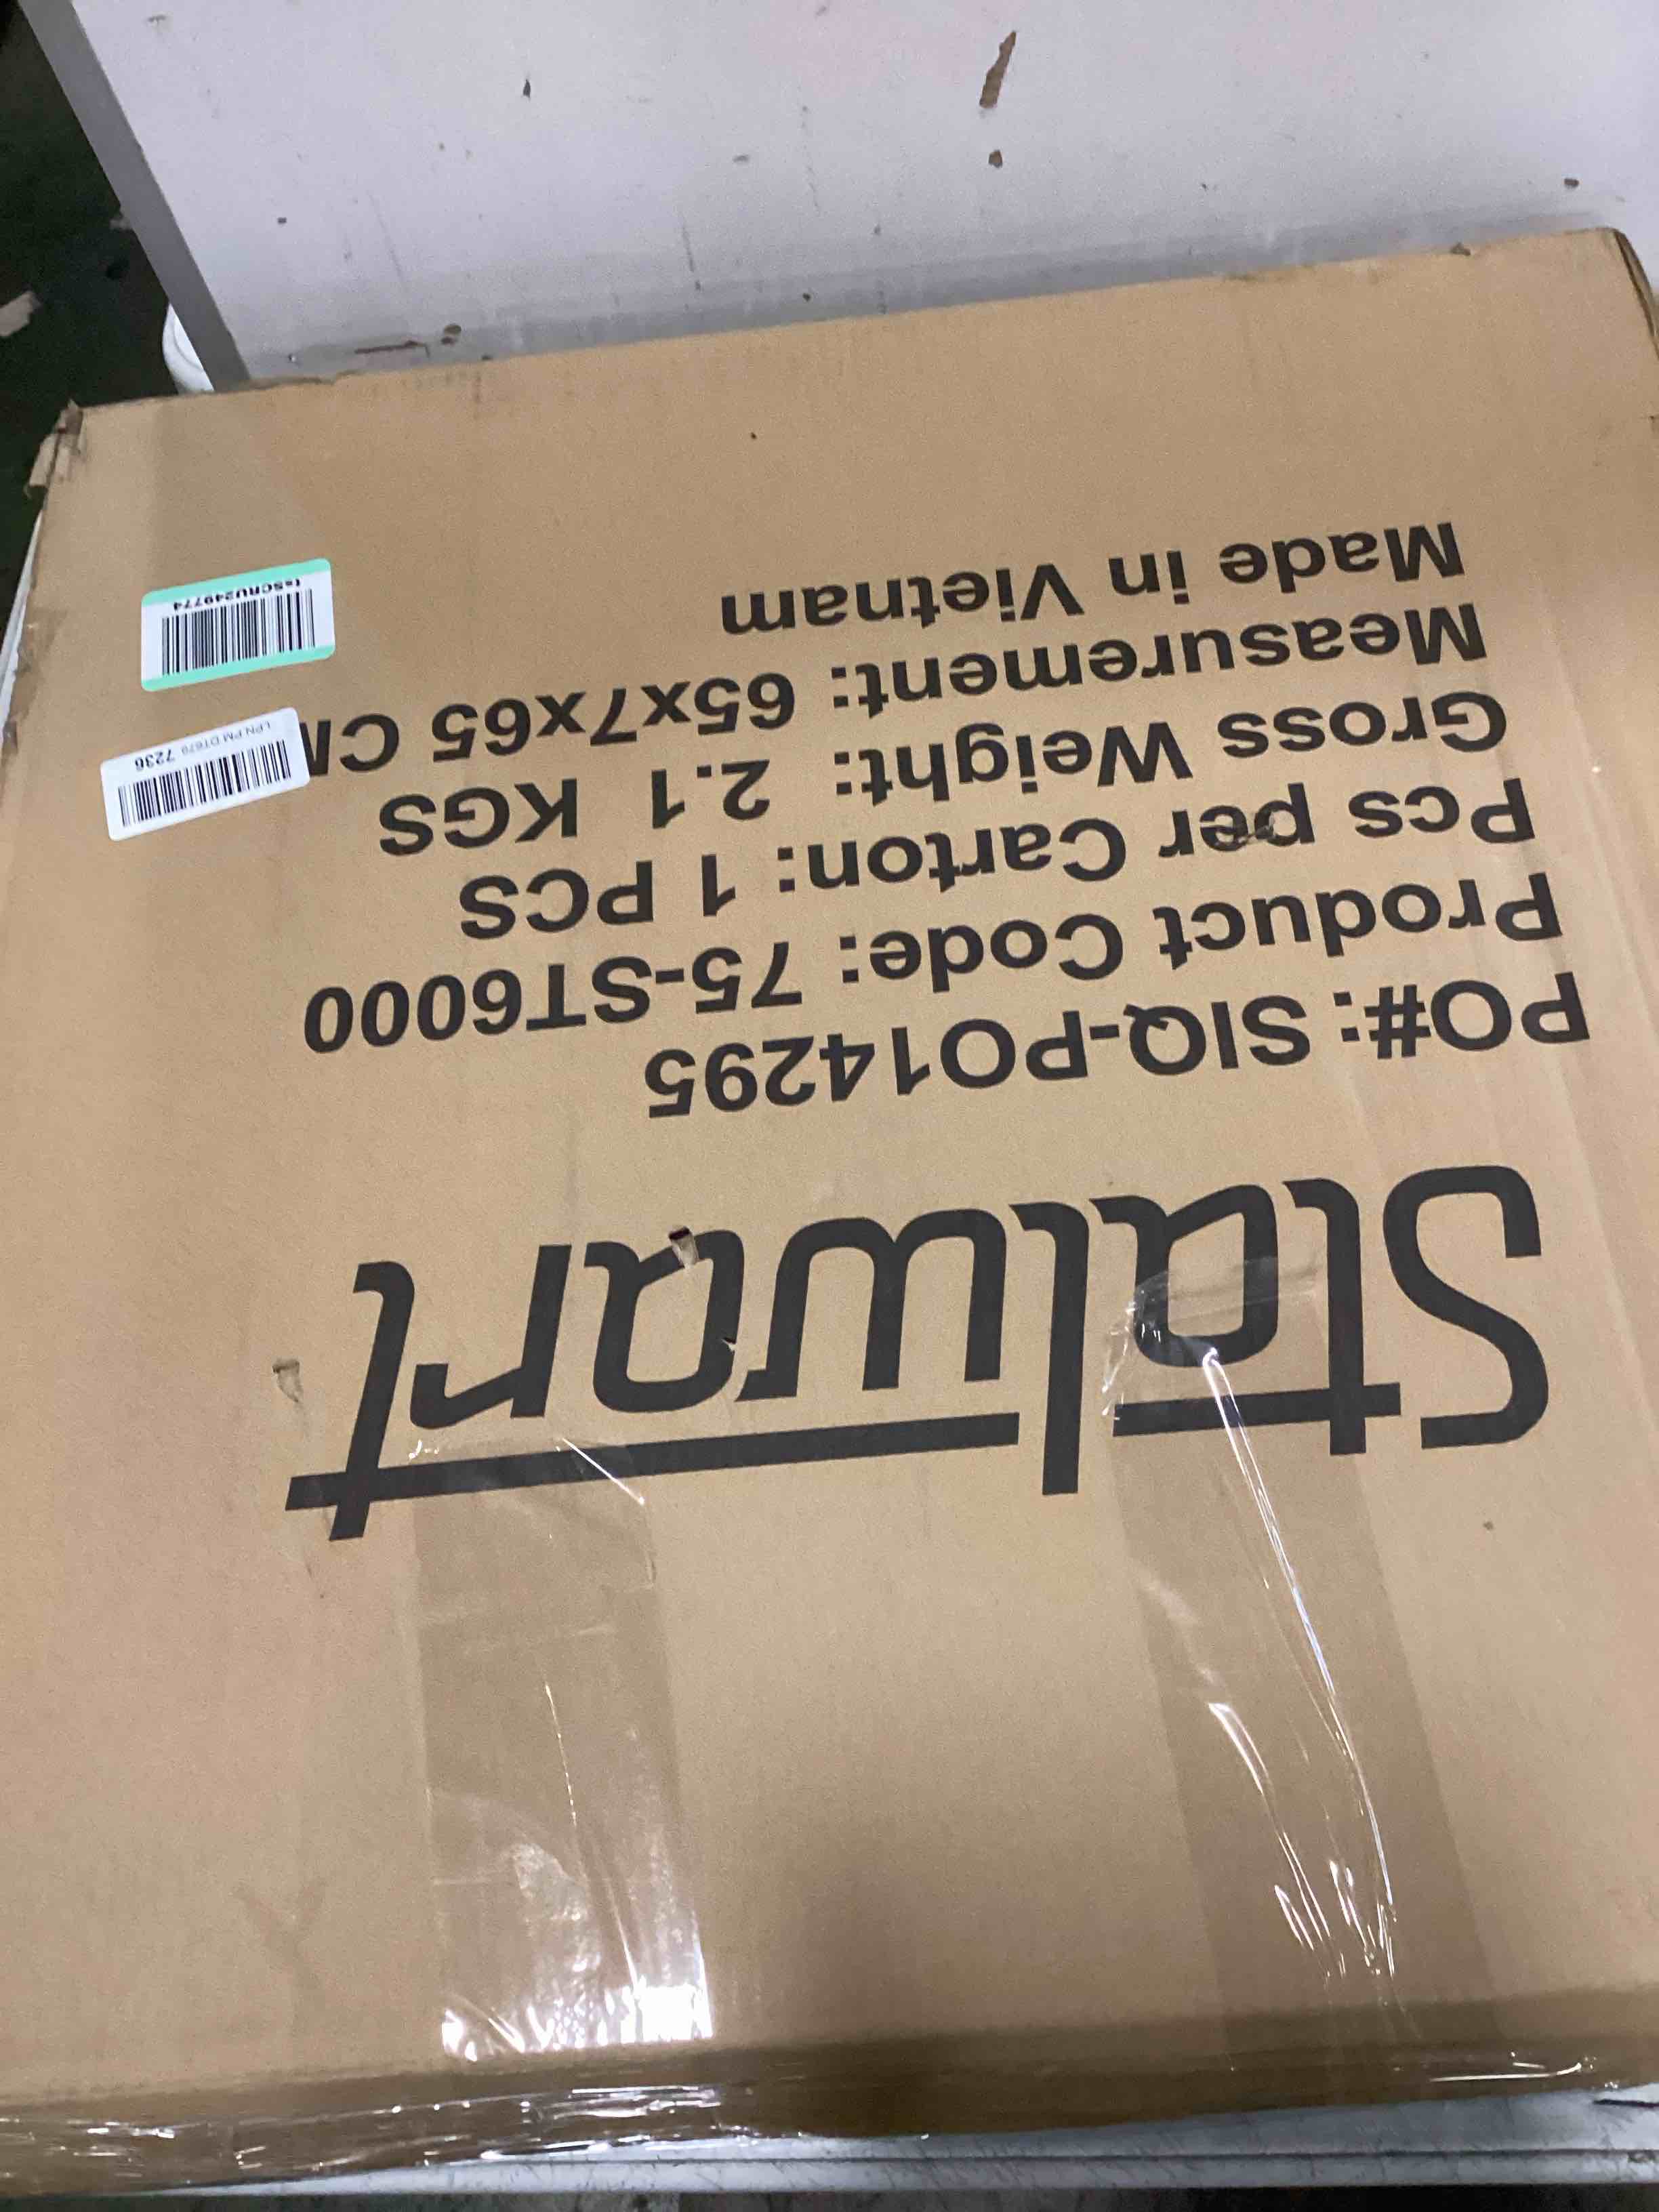 Stalwart
PO#: SIQ-PO14295
Product Code: 75-ST6000
Pcs per Carton: 1 PCS
Gross Weight: 2.1 KGS
Measurement: 65x7x65 CM
Made in Vietnam
7236